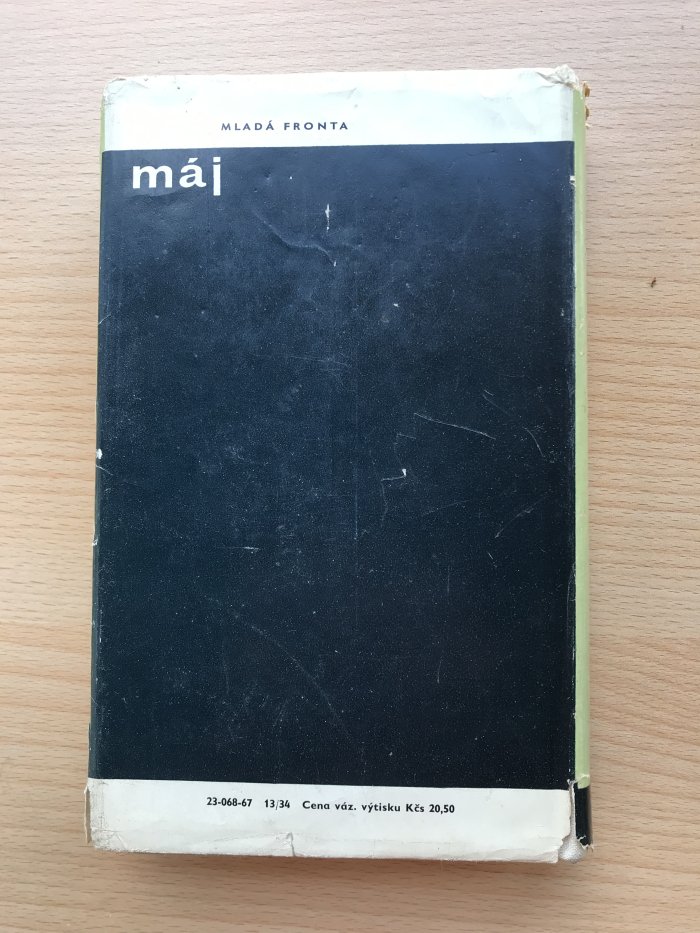 MLADÁ FRONTA
máj
23-068-67 13/34 Cena váz. výtisku Kčs 20,50